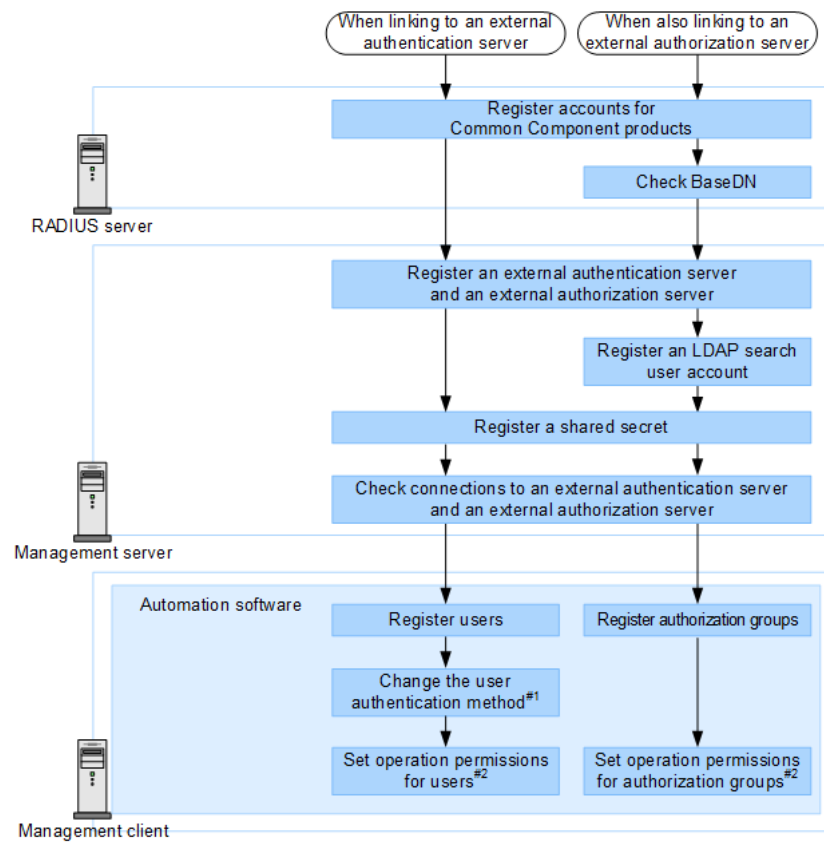 When linking to an external
authentication server
When also linking to an
external authorization server
Register accounts for
Common Component products
Check BaseDN
RADIUS server
Register an external authentication server
and an external authorization server
Register an LDAP search
user account
Register a shared secret
Check connections to an external authentication server
and an external authorization server
Management server
Automation software
Register users
Register authorization groups
Change the user
authentication method#1
Set operation permissions
for users#2
Set operation permissions
for authorization groups#2
Management client